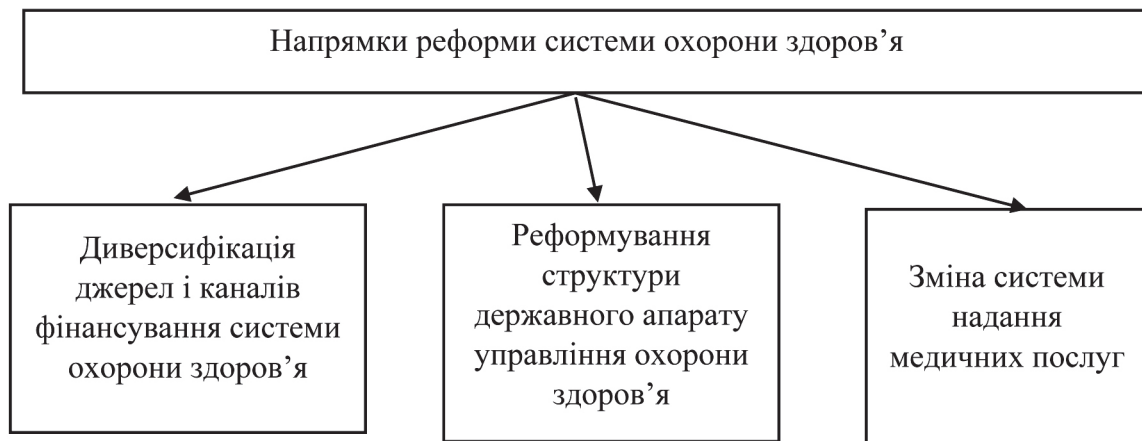 Напрямки реформи системи охорони здоров’я
Диверсифікація
джерел і каналів
фінансування системи
охорони здоров’я
Реформування
структури
державного апарату
управління охорони
здоров’я
Зміна системи
надання
медичних послуг